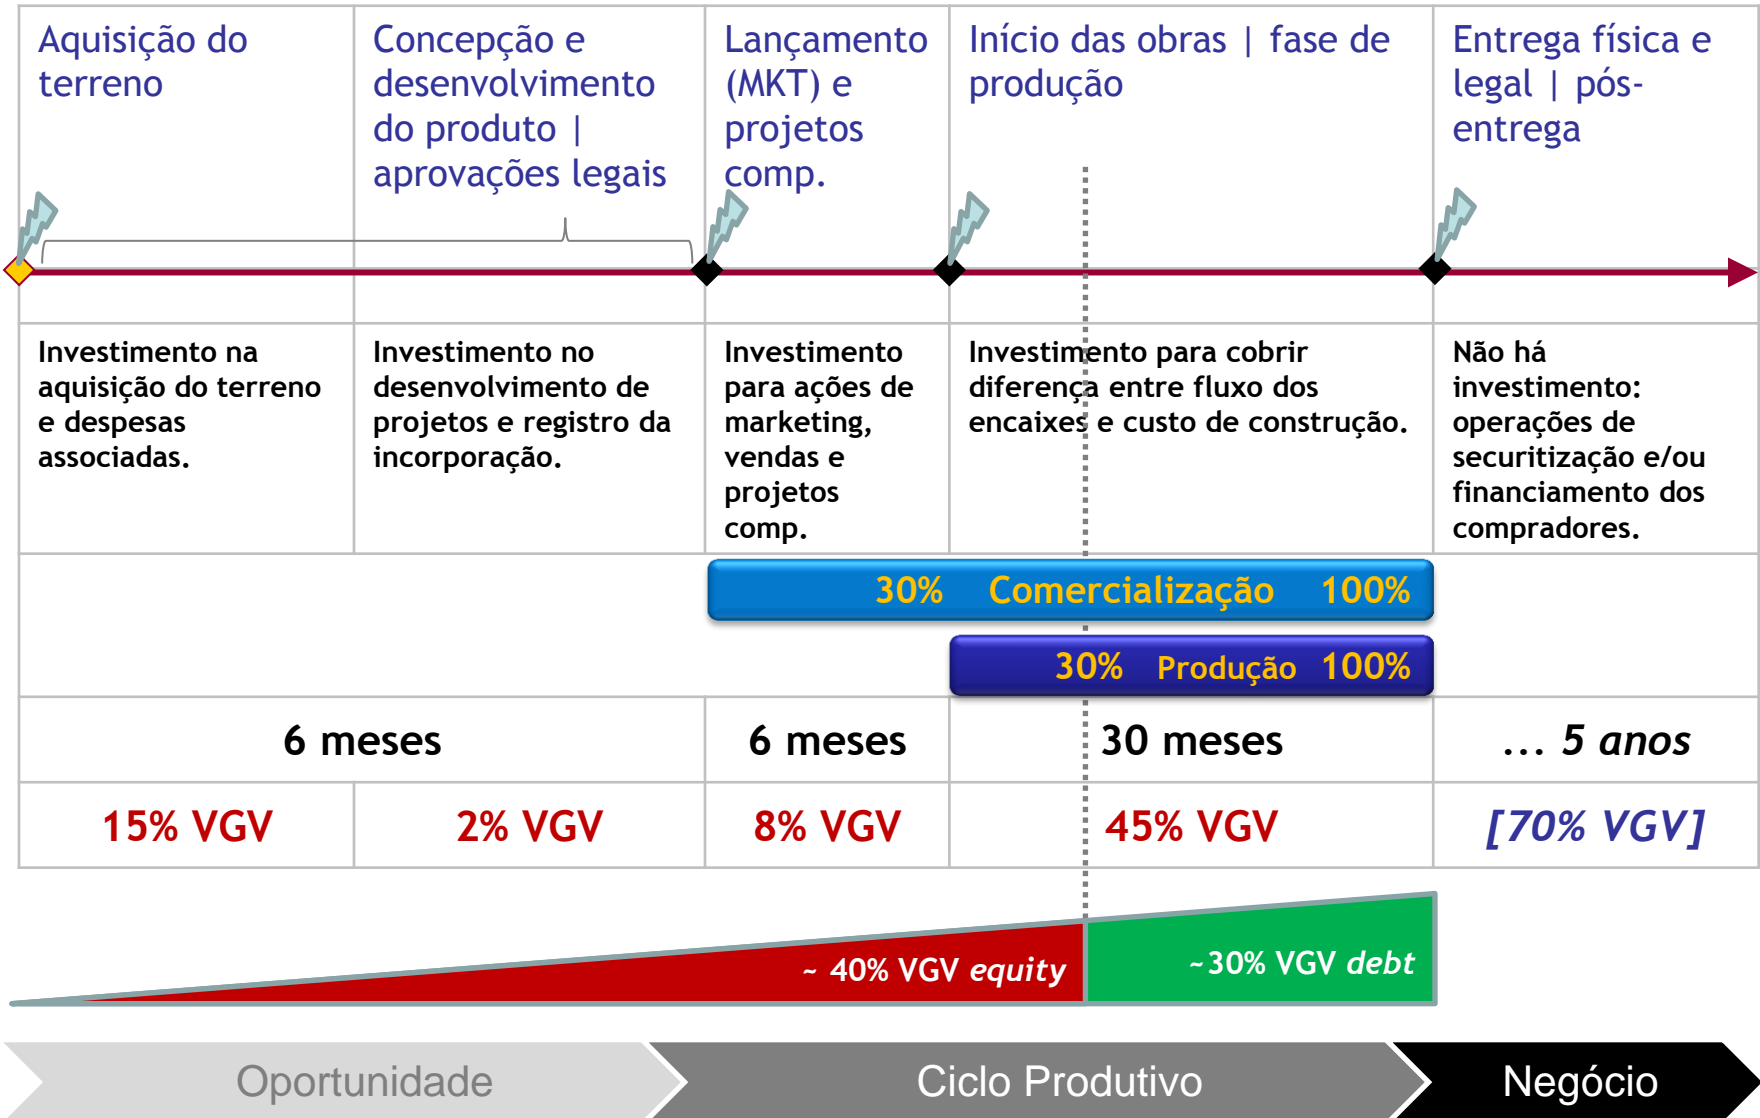 Aquisição do
terreno
Concepção e
desenvolvimento
do produto |
aprovações legais
Lançamento
(MKT) e
projetos
comp.
Início das obras | fase de
produção
Entrega física e
legal | pós-
entrega
Investimento na
aquisição do terreno
e despesas
associadas.
Investimento no
desenvolvimento de
projetos e registro da
incorporação.
Investimento
para ações de
marketing,
vendas e
projetos
comp.
Investimento para cobrir
diferença entre fluxo dos
encaixes e custo de construção.
Não há
investimento:
operações de
securitização e/ou
financiamento dos
compradores.
30% Comercialização 100%
30% Produção 100%
6 meses
6 meses
30 meses
... 5 anos
15% VGV
2% VGV
8% VGV
45% VGV
[70% VGV]
~ 40% VGV equity
~30% VGV debt
Oportunidade
Ciclo Produtivo
Negócio